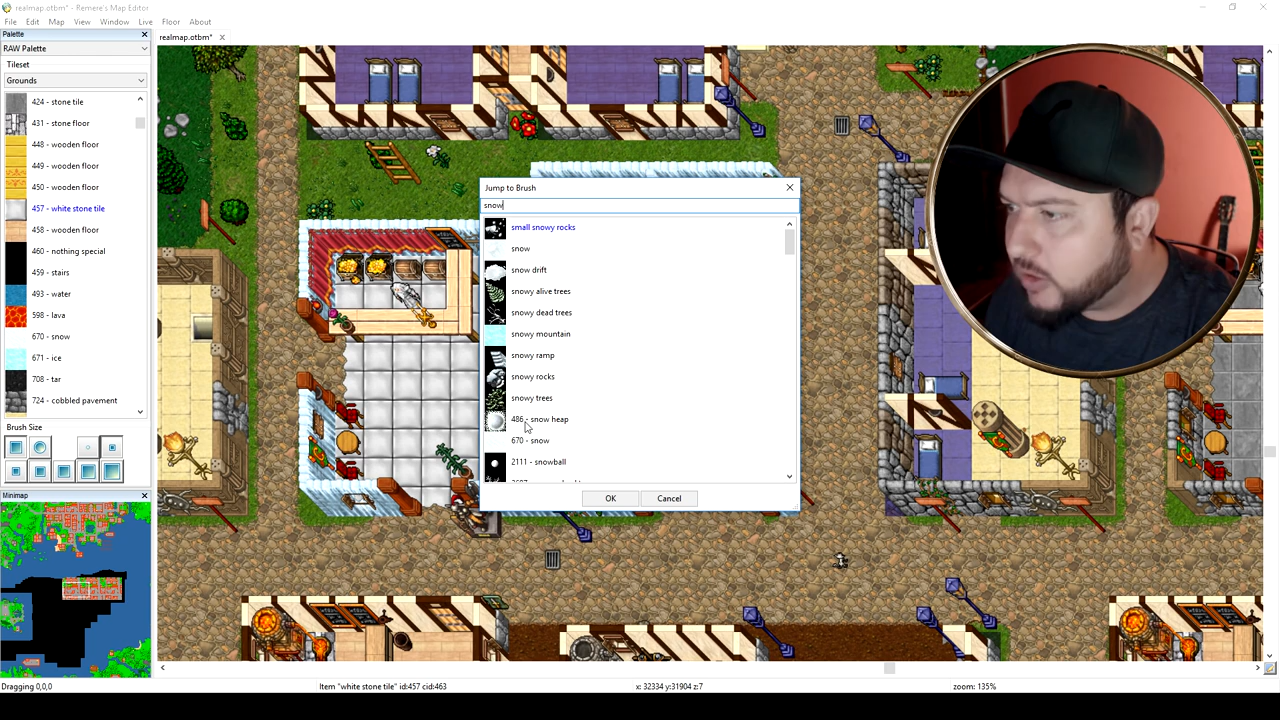 realmap.otbm* - Remere's Map Editor
File Edit Map View Window Live Floor About
Palette
RAW Palette
Tileset
Grounds
424 - stone tile
431 - stone floor
448 - wooden floor
449 - wooden floor
450 - wooden floor
457 - white stone tile
458 - wooden floor
460 - nothing special
459 - stairs
493 - water
598 - lava
670 - snow
671 - ice
708 - tar
724 - cobbled pavement
Brush Size
Minimap
realmap.otbm*
Jump to Brush
snow
small snowy rocks
snow
snow drift
snowy alive trees
snowy dead trees
snowy mountain
snowy ramp
snowy rocks
snowy trees
486 - snow heap
670 - snow
2111 - snowball
OK Cancel
Dragging 0,0,0 Item "white stone tile" id:457 cid:463 x: 32334 y:31904 z:7 zoom: 135%